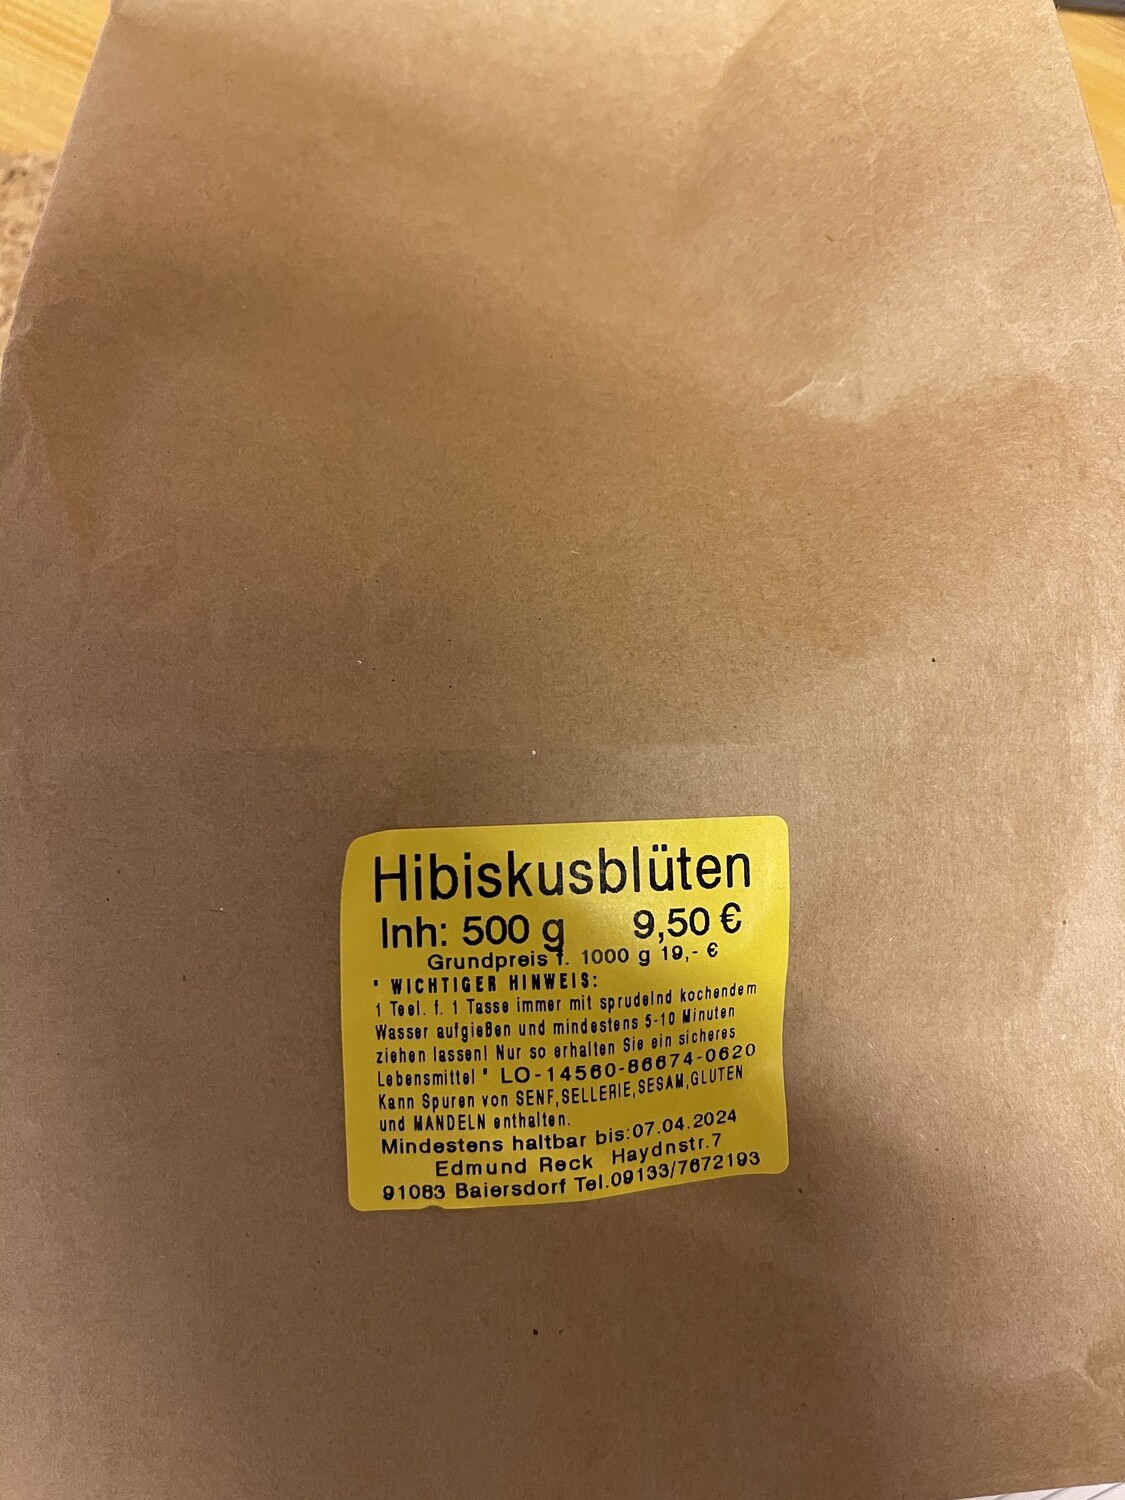 Hibiskusblüten
Inh: 500 g 9,50 €
Grundpreis f. 1000 g 19,- €
" WICHTIGER HINWEIS:
1 Teel. f. 1 Tasse immer mit sprudelnd kochendem
Wasser aufgießen und mindestens 5-10 Minuten
ziehen lassen! Nur so erhalten Sie ein sicheres
Lebensmittel " LO-14560-86674-0620
Kann Spuren von SENF,SELLERIE,SESAM,GLUTEN
und MANDELN enthalten.
Mindestens haltbar bis:07.04.2024
Edmund Reck Haydnstr.7
91083 Baiersdorf Tel.09133/7672193